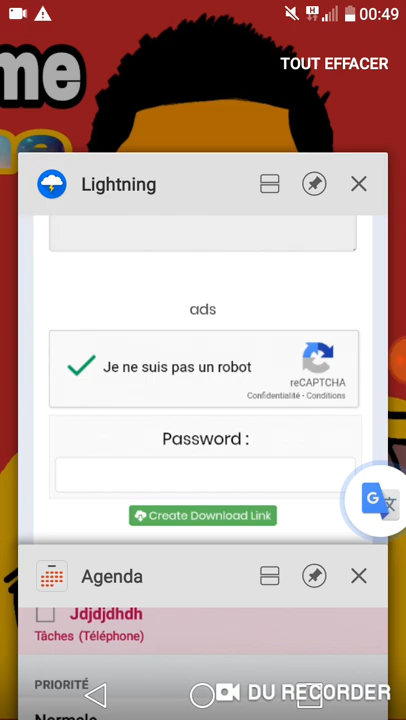 00:49
me
TOUT EFFACER
Lightning
ads
Je ne suis pas un robot
reCAPTCHA
Confidentialité · Conditions
Password :
Create Download Link
G
Agenda
Jdjdjdhdh
Tâches (Téléphone)
PRIORITÉ
DU RECORDER
Normale